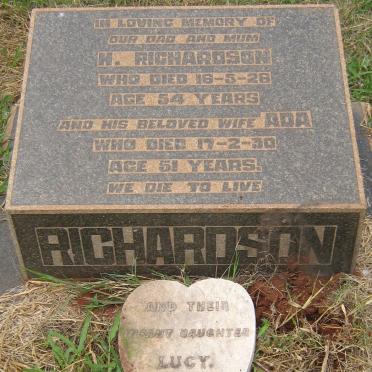 IN LOVING MEMORY OF
OUR DAD AND MUM
H. RICHARDSON
WHO DIED 16-5-26
AGE 54 YEARS
AND HIS BELOVED WIFE ADA
WHO DIED 17-2-30
AGE 51 YEARS.
WE DIE TO LIVE
RICHARDSON
AND THEIR
INFANT DAUGHTER
LUCY.